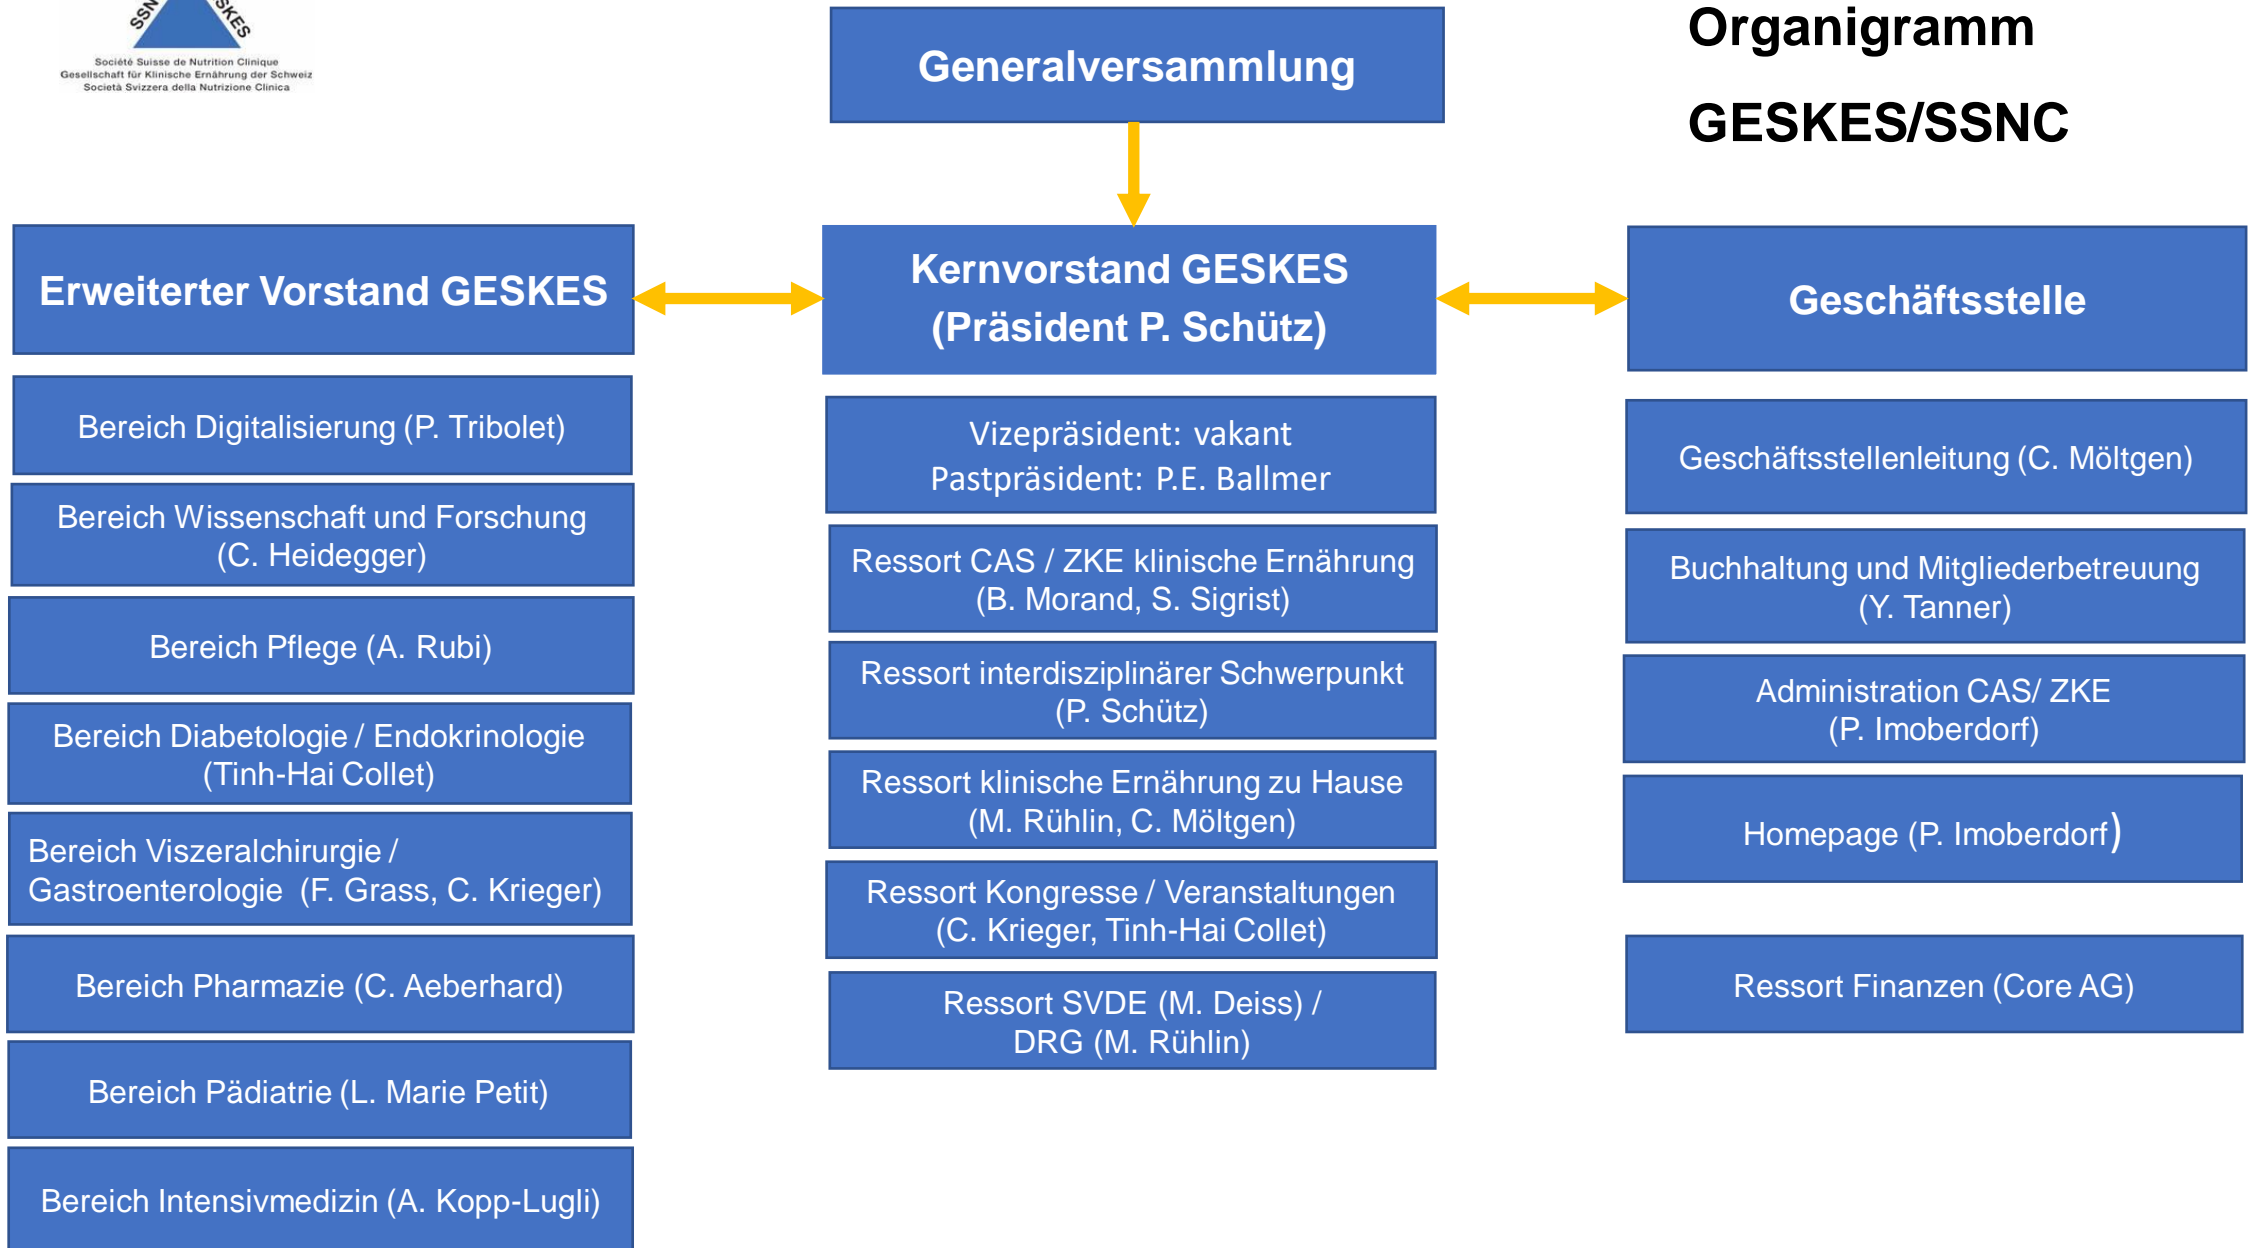 SSN
SKES
Société Suisse de Nutrition Clinique
Gesellschaft für Klinische Ernährung der Schweiz
Società Svizzera della Nutrizione Clinica
Organigramm
GESKES/SSNC
Generalversammlung
Erweiterter Vorstand GESKES
Bereich Digitalisierung (P. Tribolet)
Bereich Wissenschaft und Forschung
(C. Heidegger)
Bereich Pflege (A. Rubi)
Bereich Diabetologie / Endokrinologie
(Tinh-Hai Collet)
Bereich Viszeralchirurgie /
Gastroenterologie (F. Grass, C. Krieger)
Bereich Pharmazie (C. Aeberhard)
Bereich Pädiatrie (L. Marie Petit)
Bereich Intensivmedizin (A. Kopp-Lugli)
Kernvorstand GESKES
(Präsident P. Schütz)
Vizepräsident: vakant
Pastpräsident: P.E. Ballmer
Ressort CAS / ZKE klinische Ernährung
(B. Morand, S. Sigrist)
Ressort interdisziplinärer Schwerpunkt
(P. Schütz)
Ressort klinische Ernährung zu Hause
(M. Rühlin, C. Möltgen)
Ressort Kongresse / Veranstaltungen
(C. Krieger, Tinh-Hai Collet)
Ressort SVDE (M. Deiss) /
DRG (M. Rühlin)
Geschäftsstelle
Geschäftsstellenleitung (C. Möltgen)
Buchhaltung und Mitgliederbetreuung
(Y. Tanner)
Administration CAS/ ZKE
(P. Imoberdorf)
Homepage (P. Imoberdorf)
Ressort Finanzen (Core AG)